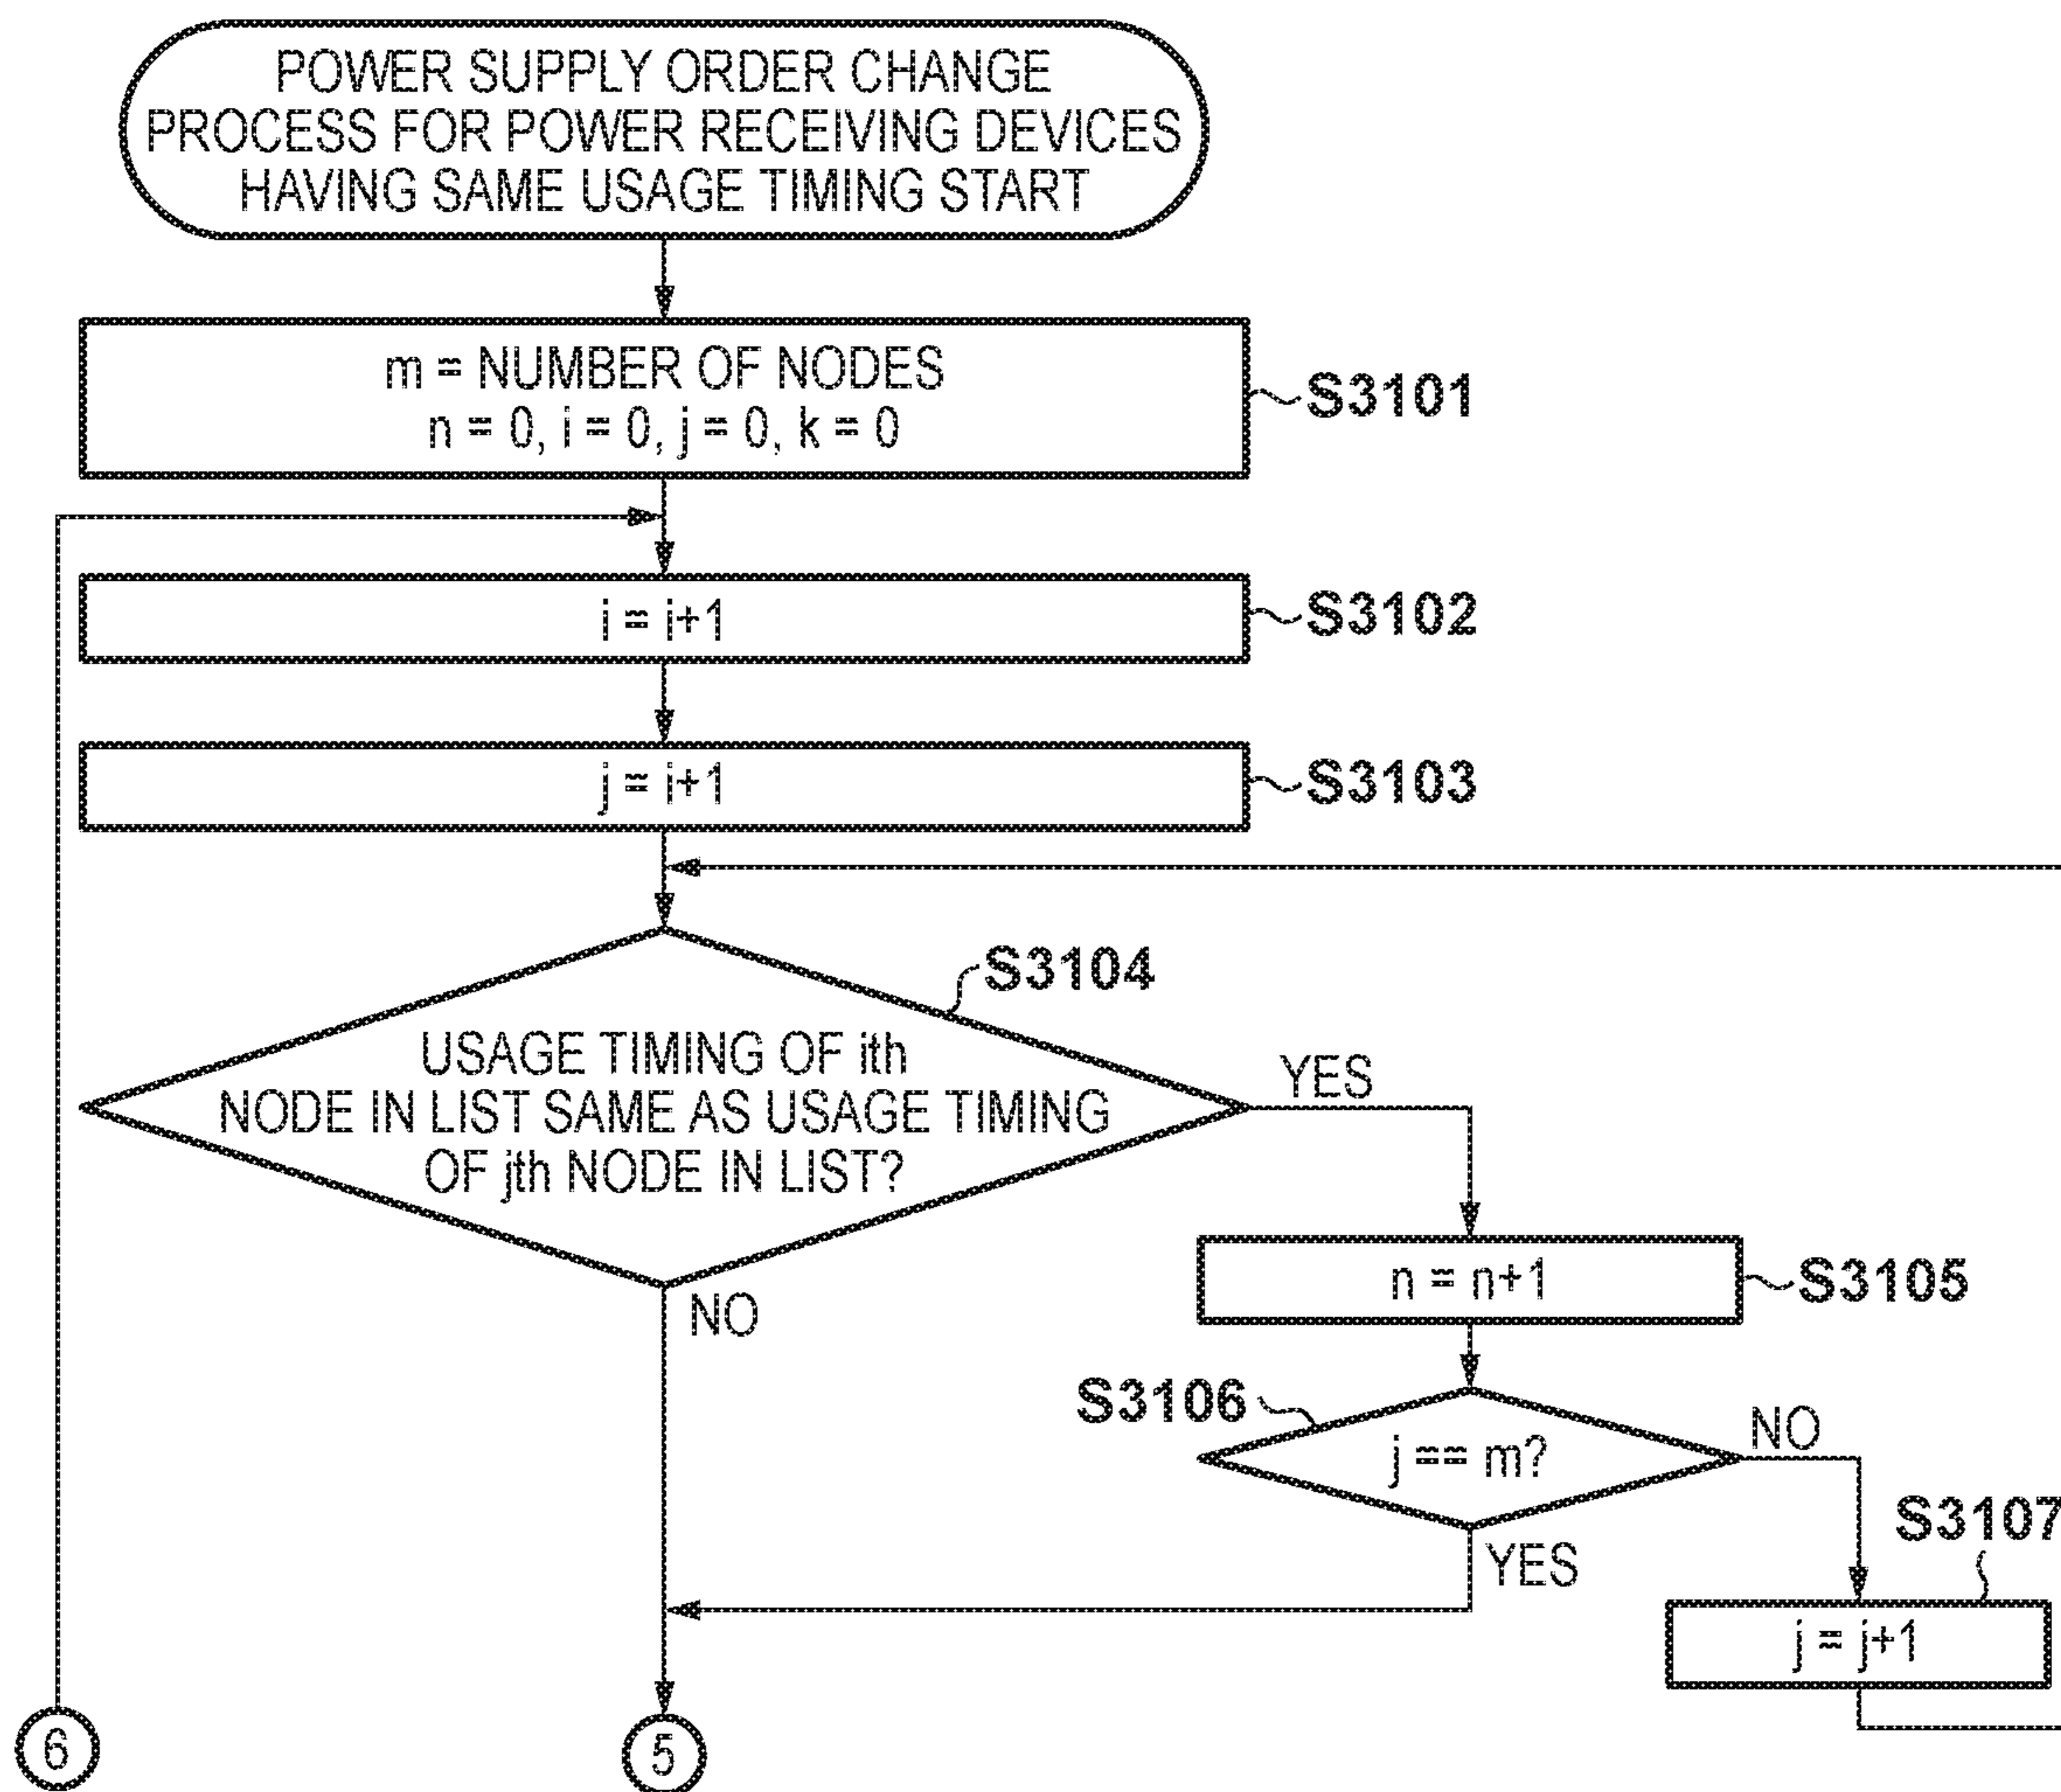 POWER SUPPLY ORDER CHANGE
PROCESS FOR POWER RECEIVING DEVICES
HAVING SAME USAGE TIMING START
m = NUMBER OF NODES
n = 0, i = 0, j = 0, k = 0
S3101
i = i+1
S3102
j = i+1
S3103
S3104
USAGE TIMING OF ith
NODE IN LIST SAME AS USAGE TIMING
OF jth NODE IN LIST?
YES
NO
n = n+1
S3105
S3106
j == m?
NO
YES
S3107
j = j+1
6
5